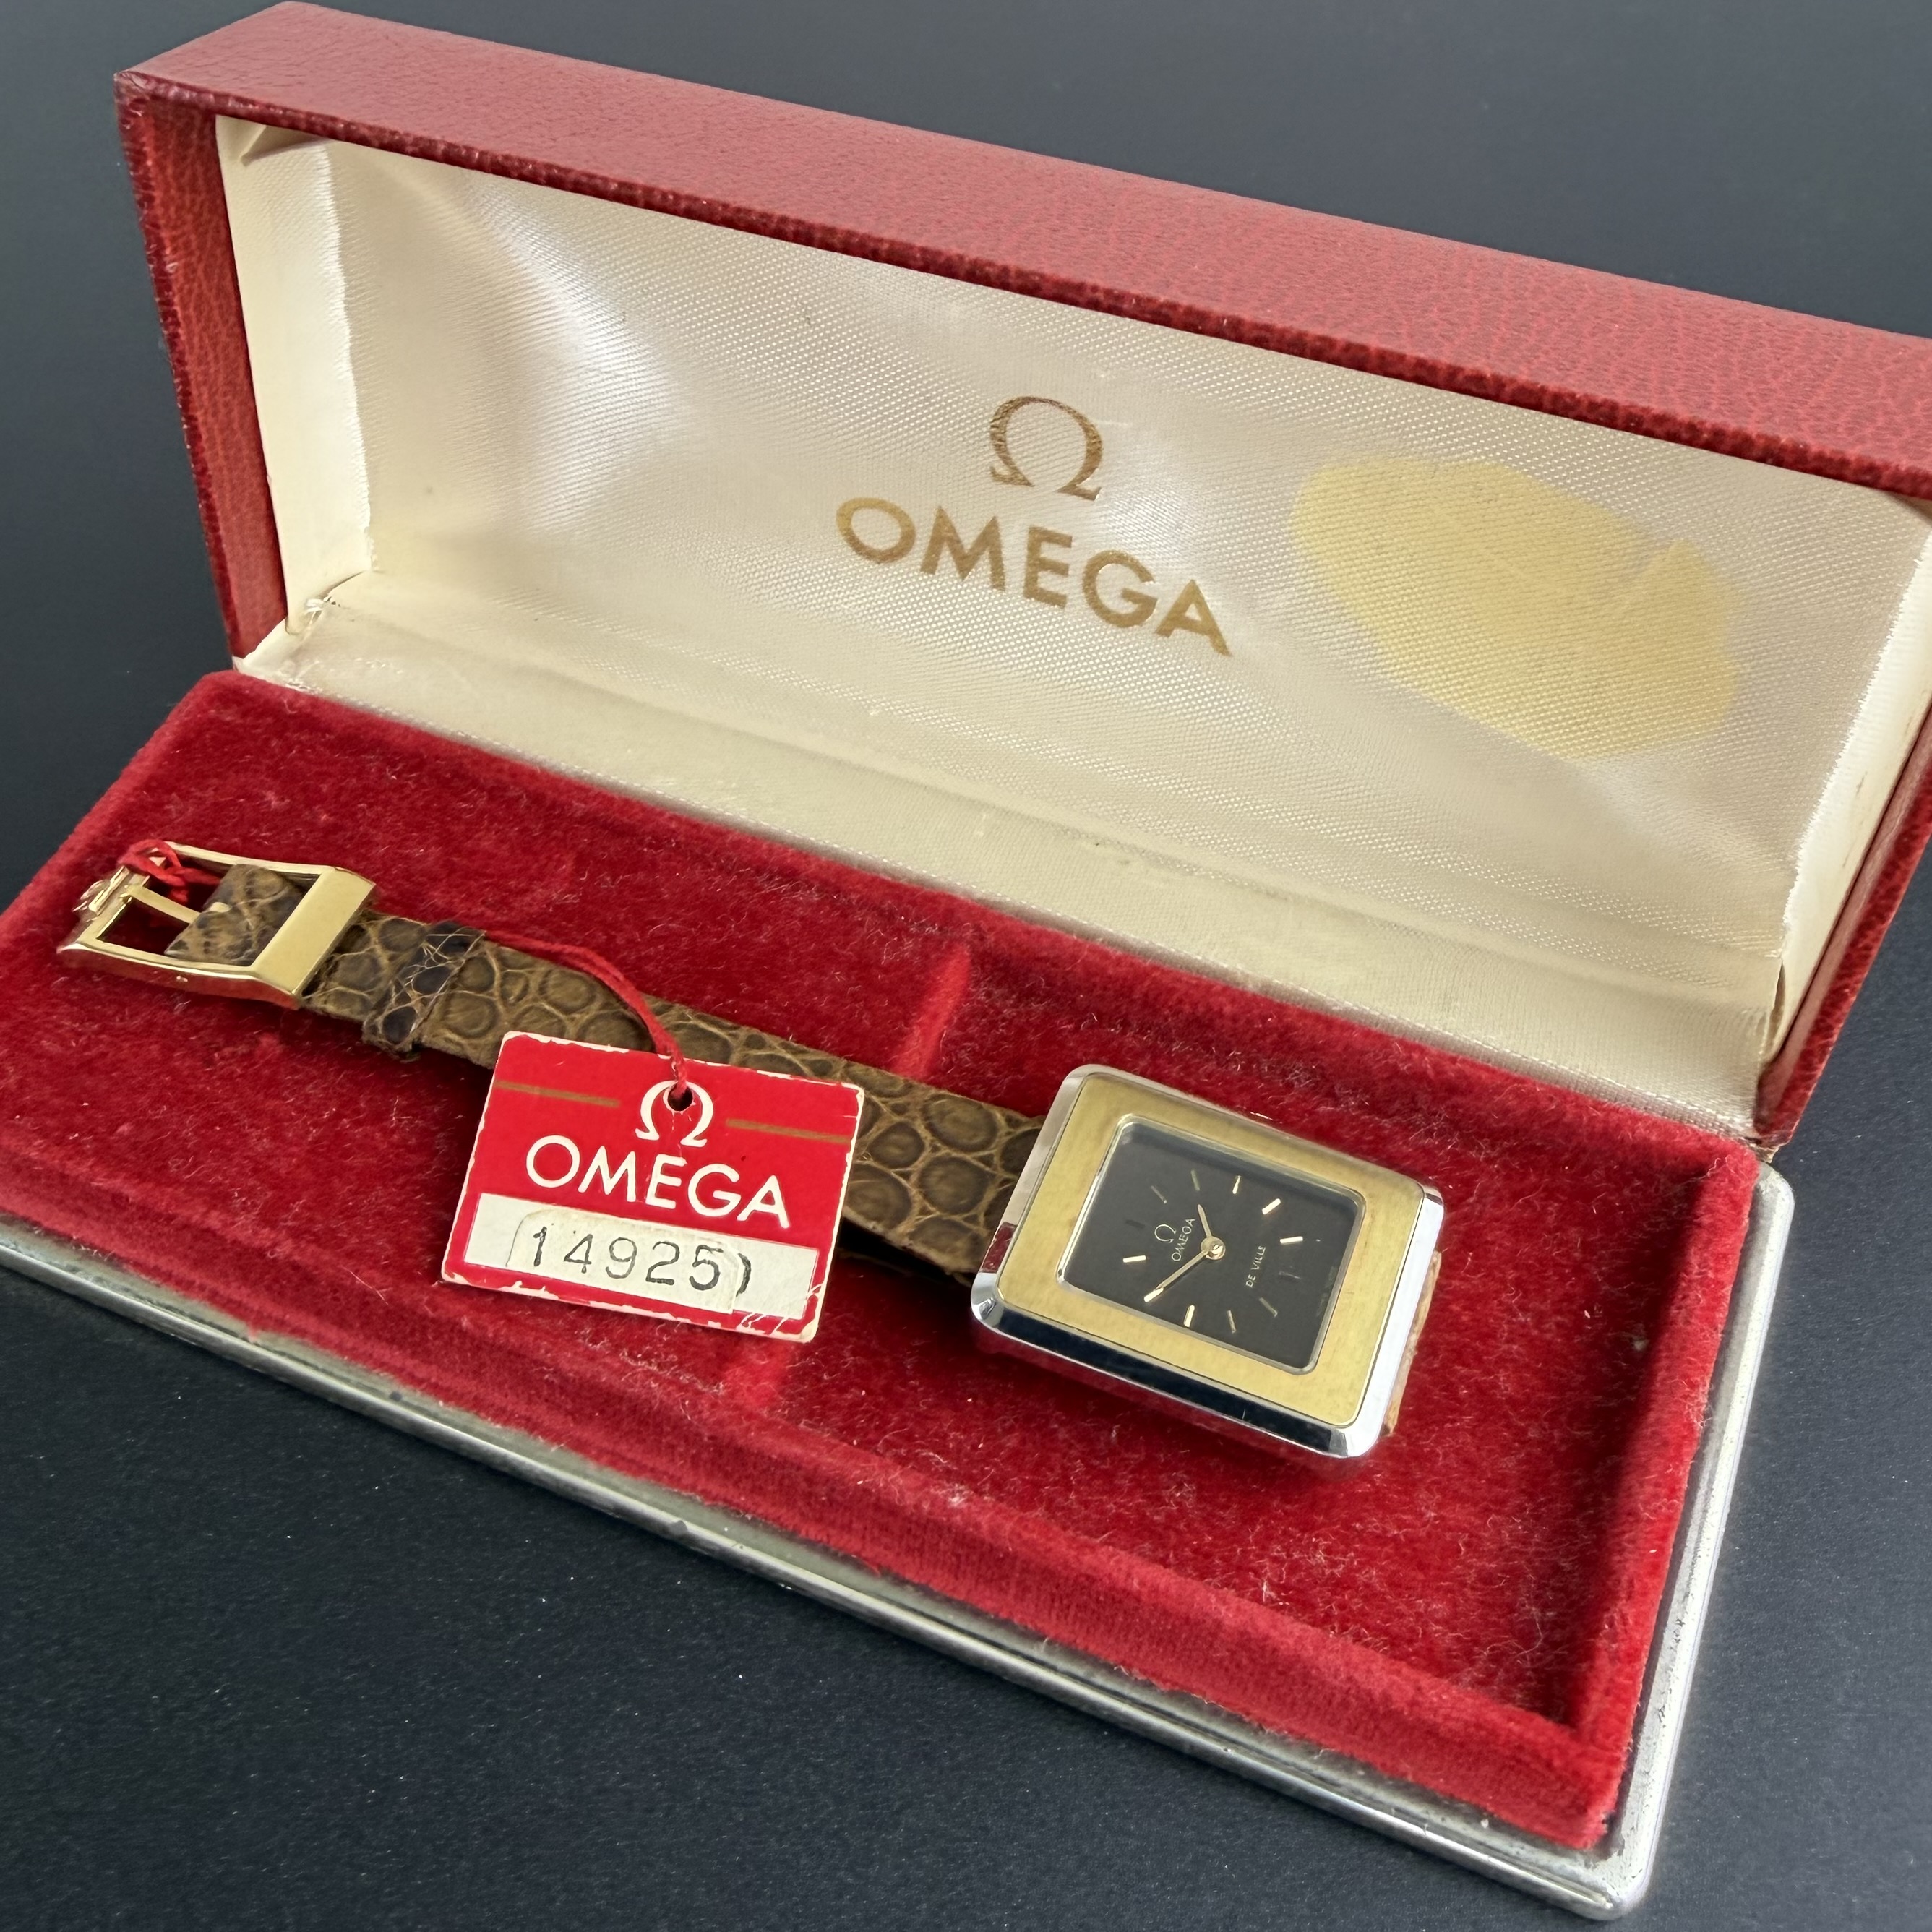 Ω
OMEGA
Ω
OMEGA
14925
Ω
OMEGA
DE VILLE